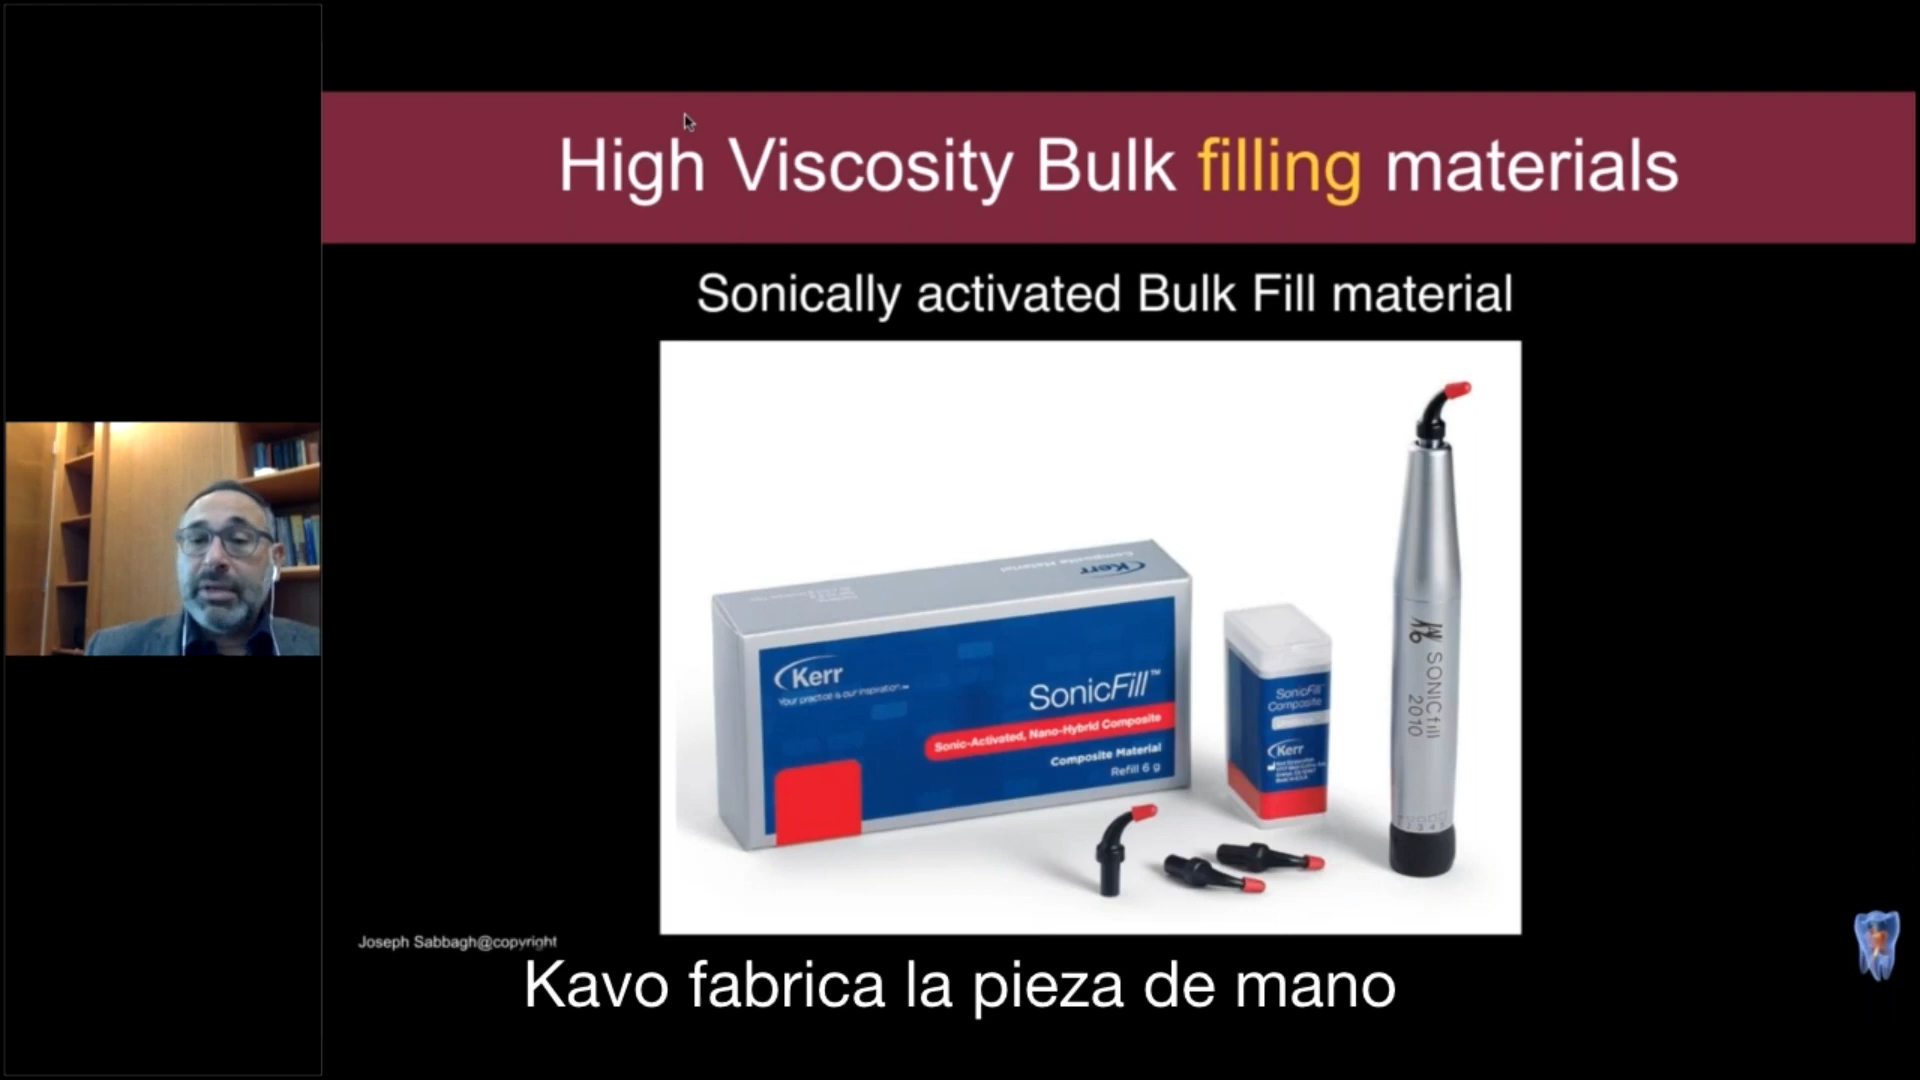 High Viscosity Bulk filling materials
Sonically activated Bulk Fill material
Kerr
Kerr
Your practice is our inspiration.™
SonicFill™
Sonic-Activated, Nano-Hybrid Composite
Composite Material
Refill 6 g
SonicFill
Composite
Kerr
SONICfill
2010
Joseph Sabbagh@copyright
Kavo fabrica la pieza de mano